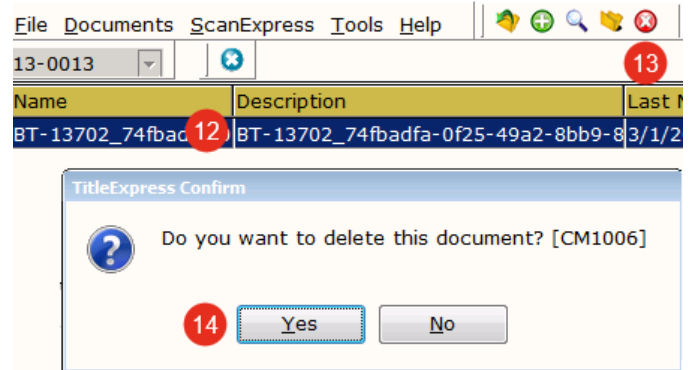 File Documents ScanExpress Tools Help
13-0013
13
Name Description Last
BT-13702_74fbad 12 BT-13702_74fbadfa-0f25-49a2-8bb9-8 3/1/2
TitleExpress Confirm
Do you want to delete this document? [CM1006]
14 Yes No